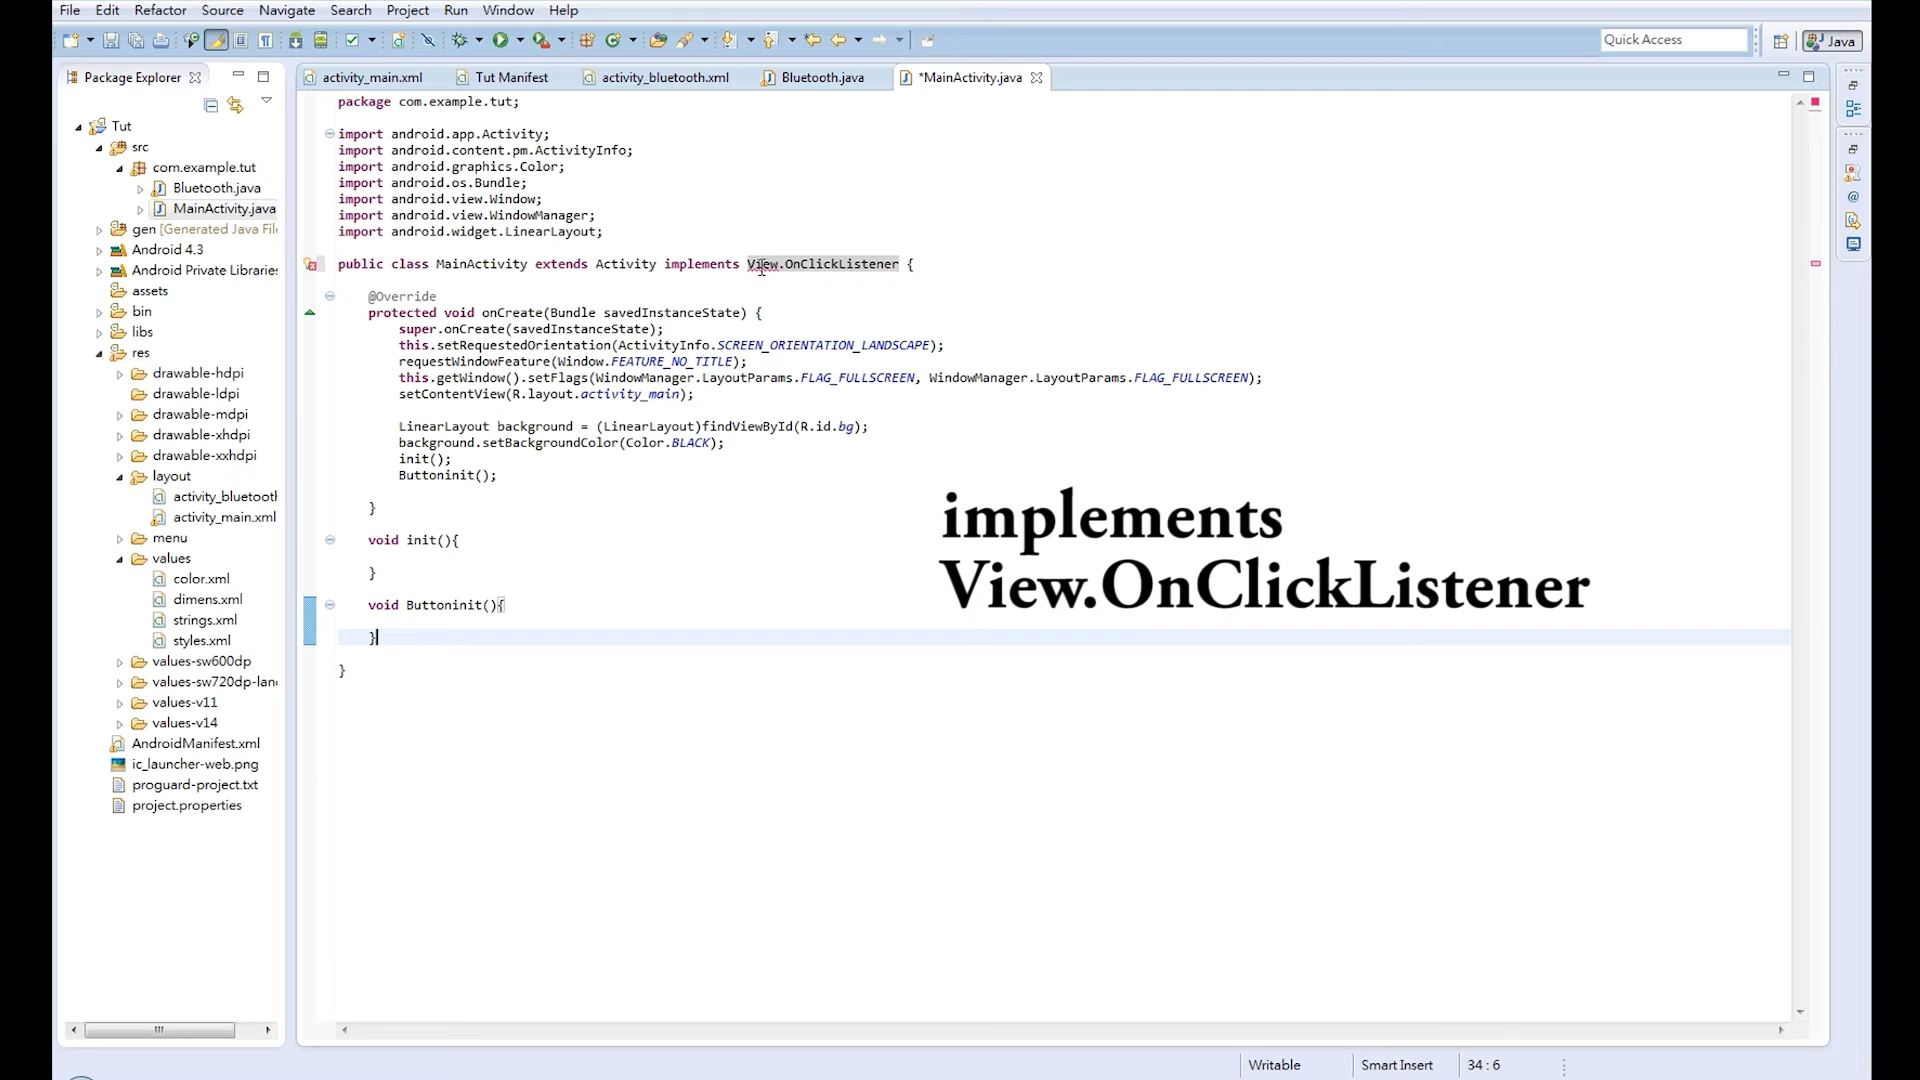 File Edit Refactor Source Navigate Search Project Run Window Help
Quick Access
Java
Package Explorer
activity_main.xml
Tut Manifest
activity_bluetooth.xml
Bluetooth.java
*MainActivity.java
Tut
src
com.example.tut
Bluetooth.java
MainActivity.java
gen [Generated Java File
Android 4.3
Android Private Libraries
assets
bin
libs
res
drawable-hdpi
drawable-ldpi
drawable-mdpi
drawable-xhdpi
drawable-xxhdpi
layout
activity_bluetooth
activity_main.xml
menu
values
color.xml
dimens.xml
strings.xml
styles.xml
values-sw600dp
values-sw720dp-land
values-v11
values-v14
AndroidManifest.xml
ic_launcher-web.png
proguard-project.txt
project.properties
package com.example.tut;
import android.app.Activity;
import android.content.pm.ActivityInfo;
import android.graphics.Color;
import android.os.Bundle;
import android.view.Window;
import android.view.WindowManager;
import android.widget.LinearLayout;
public class MainActivity extends Activity implements View.OnClickListener {
@Override
protected void onCreate(Bundle savedInstanceState) {
super.onCreate(savedInstanceState);
this.setRequestedOrientation(ActivityInfo.SCREEN_ORIENTATION_LANDSCAPE);
requestWindowFeature(Window.FEATURE_NO_TITLE);
this.getWindow().setFlags(WindowManager.LayoutParams.FLAG_FULLSCREEN, WindowManager.LayoutParams.FLAG_FULLSCREEN);
setContentView(R.layout.activity_main);
LinearLayout background = (LinearLayout)findViewById(R.id.bg);
background.setBackgroundColor(Color.BLACK);
init();
Buttoninit();
}
void init(){
}
void Buttoninit(){
}
}
implements
View.OnClickListener
Writable
Smart Insert
34 : 6